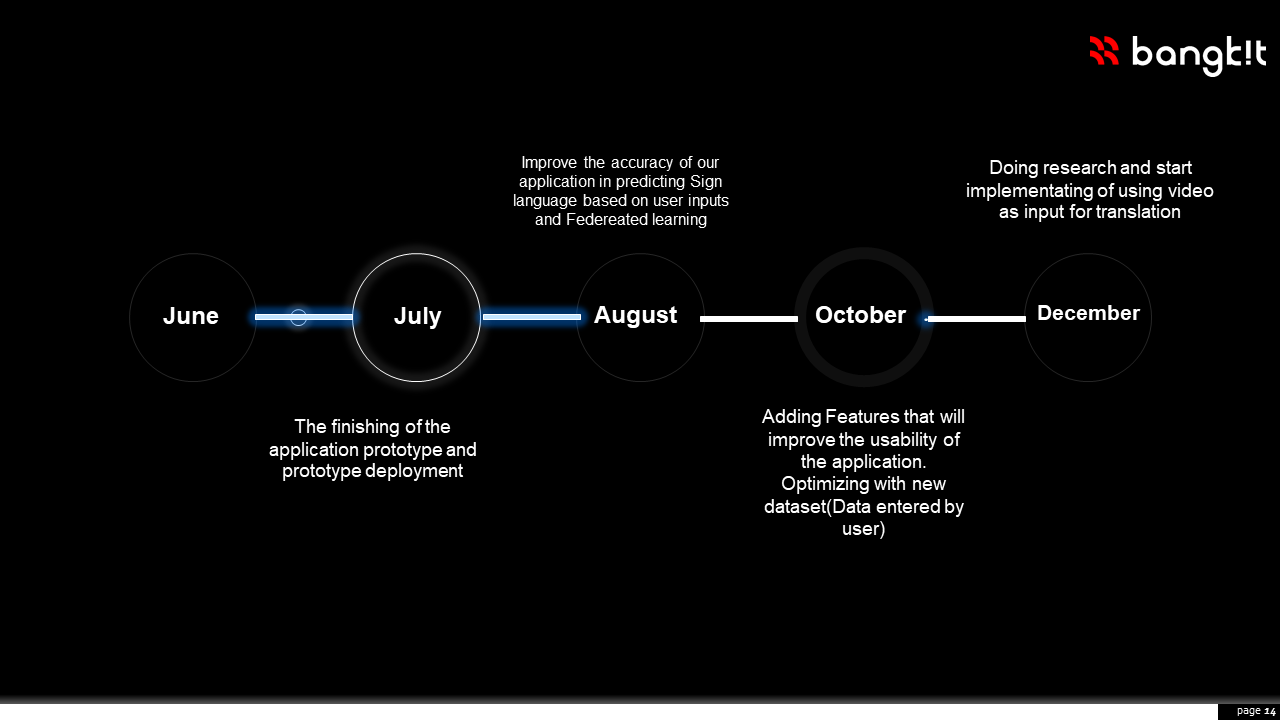 bangk!t
Improve the accuracy of our
application in predicting Sign
language based on user inputs
and Federeated learning
Doing research and start
implementating of using video
as input for translation
June
July
August
October
December
The finishing of the
application prototype and
prototype deployment
Adding Features that will
improve the usability of
the application.
Optimizing with new
dataset(Data entered by
user)
page 14